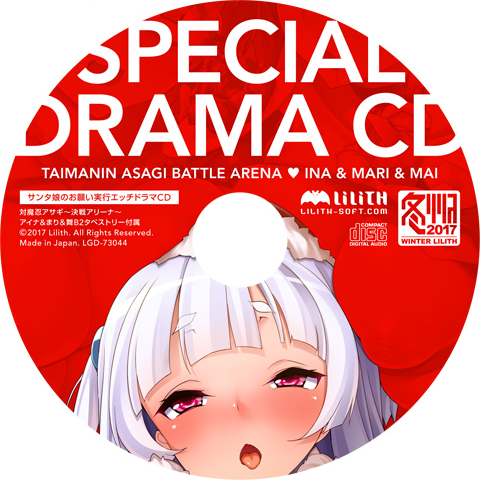 SPECIAL
DRAMA CD
TAIMANIN ASAGI BATTLE ARENA ♥ INA & MARI & MAI
サンタ娘のお願い実行エッチドラマCD
対魔忍アサギ～決戦アリーナ～
アイナ&まり&舞B2タペストリー付属
©2017 Lilith. All Rights Reserved.
Made in Japan. LGD-73044
LiLiTH
LILITH-SOFT.COM
COMPACT
disc
DIGITAL AUDIO
冬
2017
WINTER LILITH